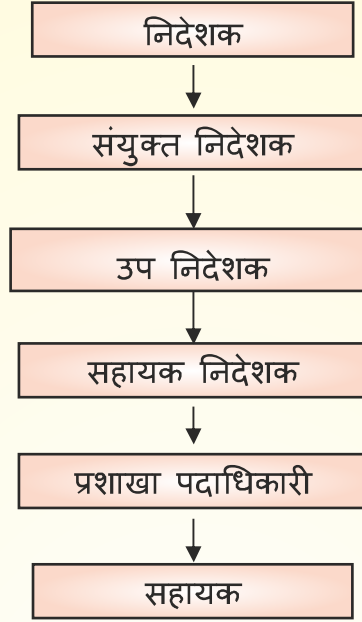 निदेशक
संयुक्त निदेशक
उप निदेशक
सहायक निदेशक
प्रशाखा पदाधिकारी
सहायक